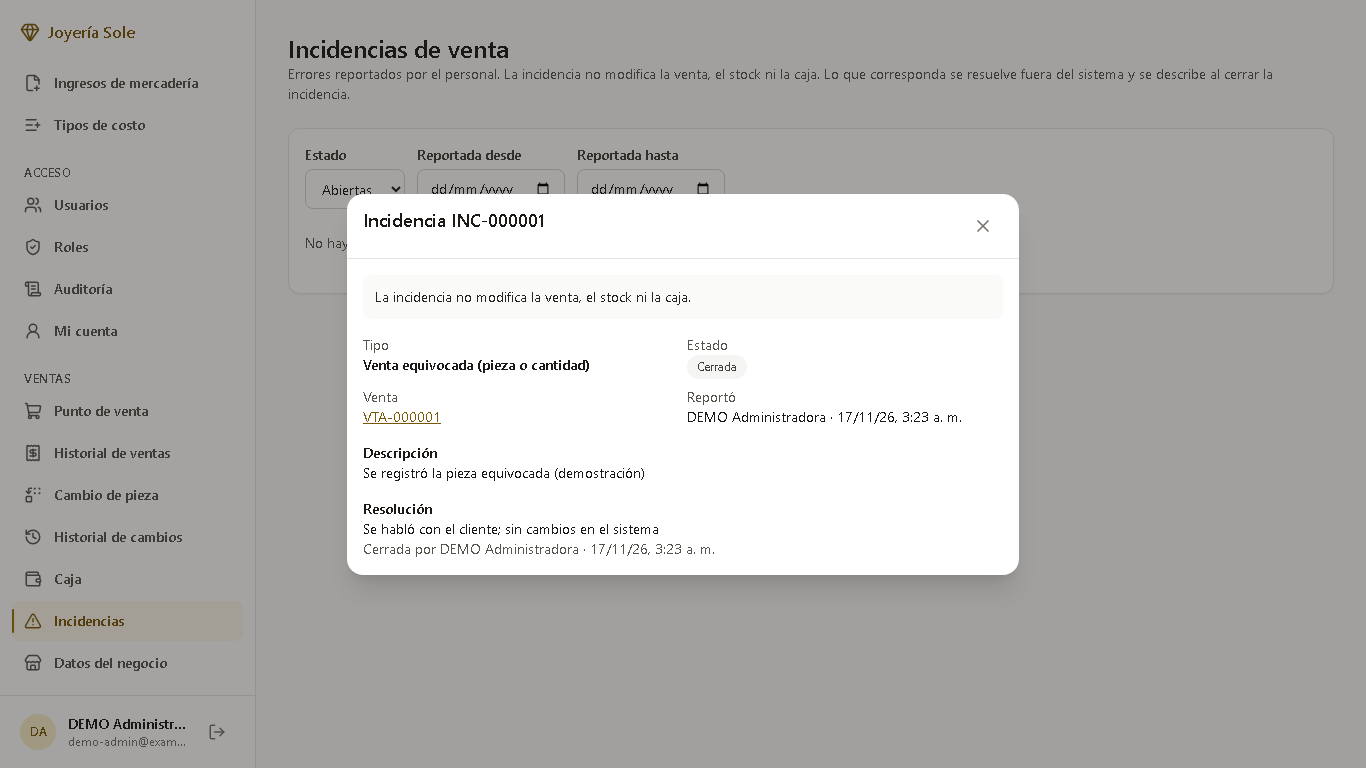 Joyería Sole
Ingresos de mercadería
Tipos de costo
ACCESO
Usuarios
Roles
Auditoría
Mi cuenta
VENTAS
Punto de venta
Historial de ventas
Cambio de pieza
Historial de cambios
Caja
Incidencias
Datos del negocio
DA
DEMO Administr...
demo-admin@exam...
Incidencias de venta
Errores reportados por el personal. La incidencia no modifica la venta, el stock ni la caja. Lo que corresponda se resuelve fuera del sistema y se describe al cerrar la
incidencia.
Estado
Reportada desde
Reportada hasta
Abiertas
dd/mm/yyyy
dd/mm/yyyy
No hay
Incidencia INC-000001
La incidencia no modifica la venta, el stock ni la caja.
Tipo
Venta equivocada (pieza o cantidad)
Estado
Cerrada
Venta
VTA-000001
Reportó
DEMO Administradora · 17/11/26, 3:23 a. m.
Descripción
Se registró la pieza equivocada (demostración)
Resolución
Se habló con el cliente; sin cambios en el sistema
Cerrada por DEMO Administradora · 17/11/26, 3:23 a. m.